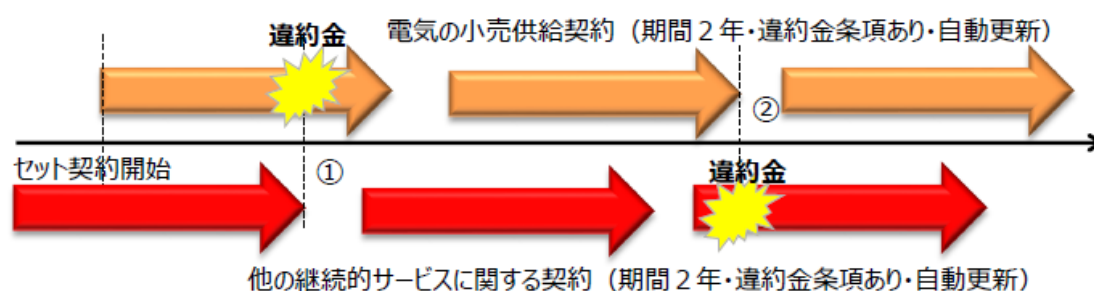 違約金
電気の小売供給契約（期間２年・違約金条項あり・自動更新）
②
セット契約開始
①
違約金
他の継続的サービスに関する契約（期間２年・違約金条項あり・自動更新）